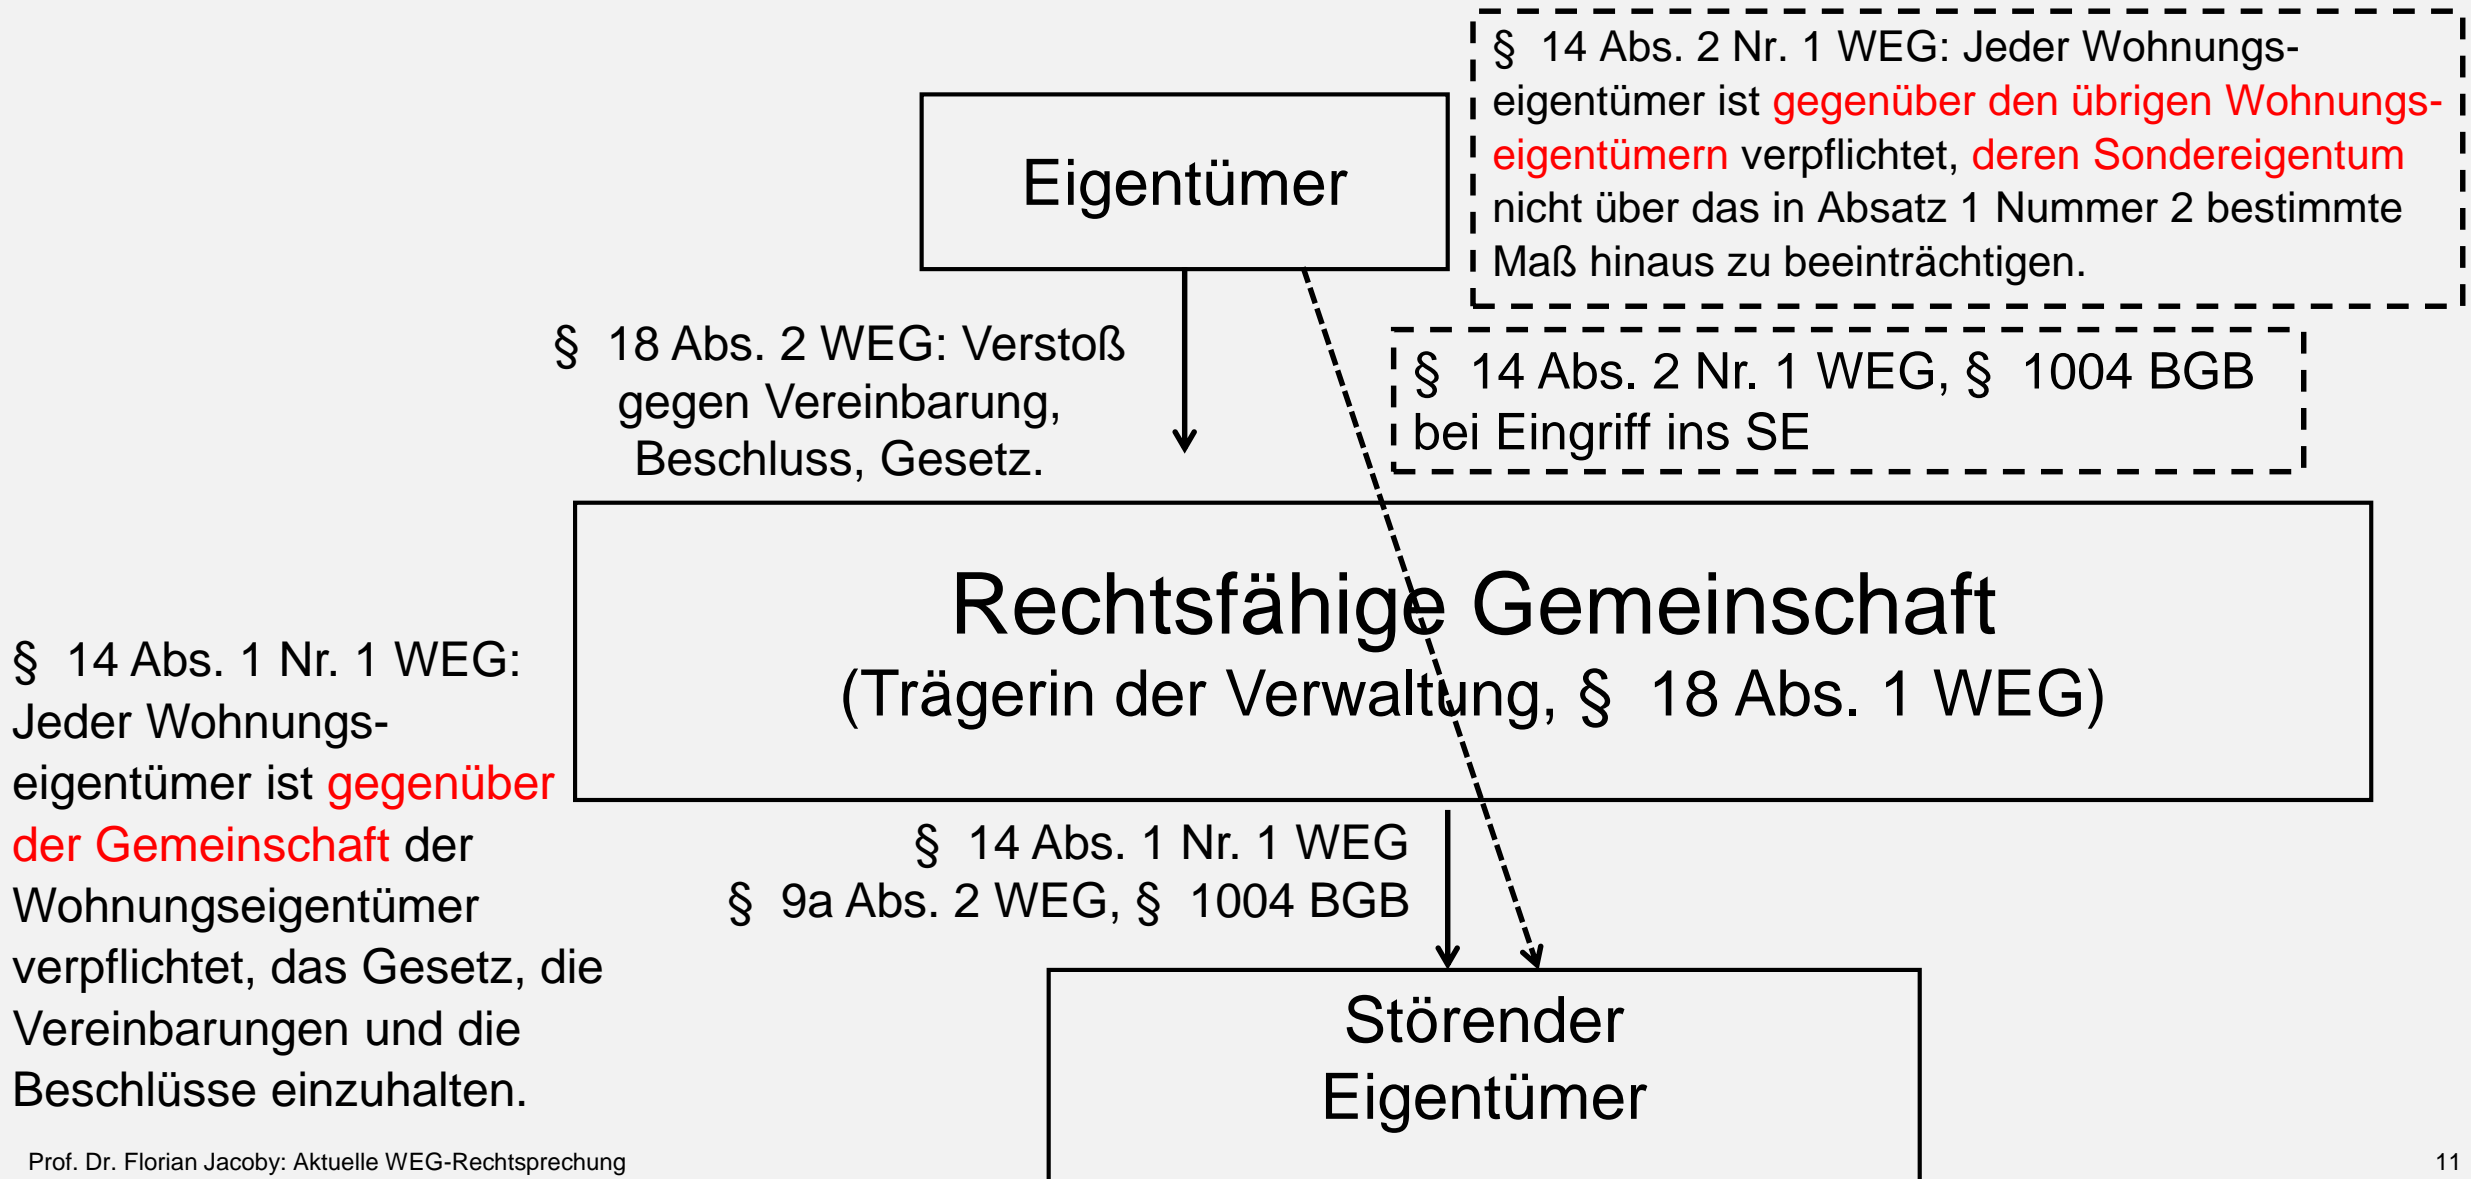 § 14 Abs. 2 Nr. 1 WEG: Jeder Wohnungs-
eigentümer ist gegenüber den übrigen Wohnungs-
eigentümern verpflichtet, deren Sondereigentum
nicht über das in Absatz 1 Nummer 2 bestimmte
Maß hinaus zu beeinträchtigen.
Eigentümer
§ 18 Abs. 2 WEG: Verstoß
gegen Vereinbarung,
Beschluss, Gesetz.
§ 14 Abs. 2 Nr. 1 WEG, § 1004 BGB
bei Eingriff ins SE
Rechtsfähige Gemeinschaft
(Trägerin der Verwaltung, § 18 Abs. 1 WEG)
§ 14 Abs. 1 Nr. 1 WEG:
Jeder Wohnungs-
eigentümer ist gegenüber
der Gemeinschaft der
Wohnungseigentümer
verpflichtet, das Gesetz, die
Vereinbarungen und die
Beschlüsse einzuhalten.
§ 14 Abs. 1 Nr. 1 WEG
§ 9a Abs. 2 WEG, § 1004 BGB
Störender
Eigentümer
Prof. Dr. Florian Jacoby: Aktuelle WEG-Rechtsprechung
11